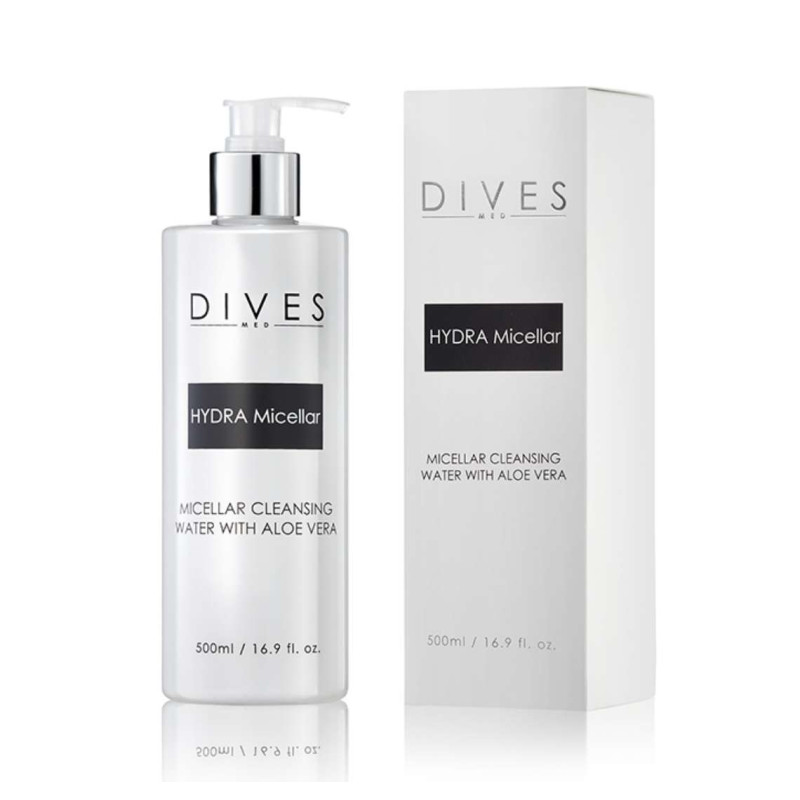 DIVES
MED
HYDRA Micellar
MICELLAR CLEANSING
WATER WITH ALOE VERA
500ml / 16.9 fl. oz.
DIVES
MED
HYDRA Micellar
MICELLAR CLEANSING
WATER WITH ALOE VERA
500ml / 16.9 fl. oz.